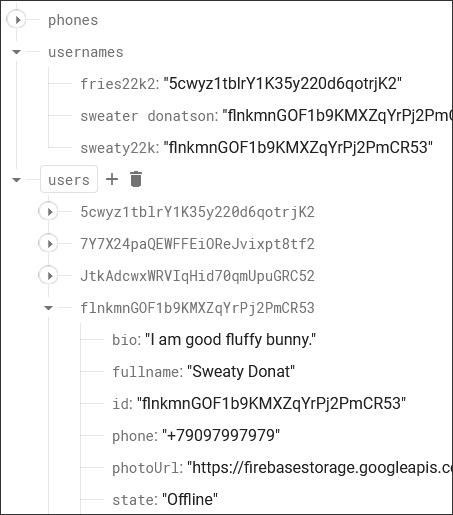 phones
usernames
fries22k2: "5cwyz1tblrY1K35y220d6qotrjK2"
sweater donatson: "flnkmnGOF1b9KMXZqYrPj2PmC
sweaty22k: "flnkmnGOF1b9KMXZqYrPj2PmCR53"
users
5cwyz1tblrY1K35y220d6qotrjK2
7Y7X24paQEWFFEiOReJvixpt8tf2
JtkAdcwxWRVIqHid70qmUpuGRC52
flnkmnGOF1b9KMXZqYrPj2PmCR53
bio: "I am good fluffy bunny."
fullname: "Sweaty Donat"
id: "flnkmnGOF1b9KMXZqYrPj2PmCR53"
phone: "+79097997979"
photoUrl: "https://firebasestorage.googleapis.c
state: "Offline"